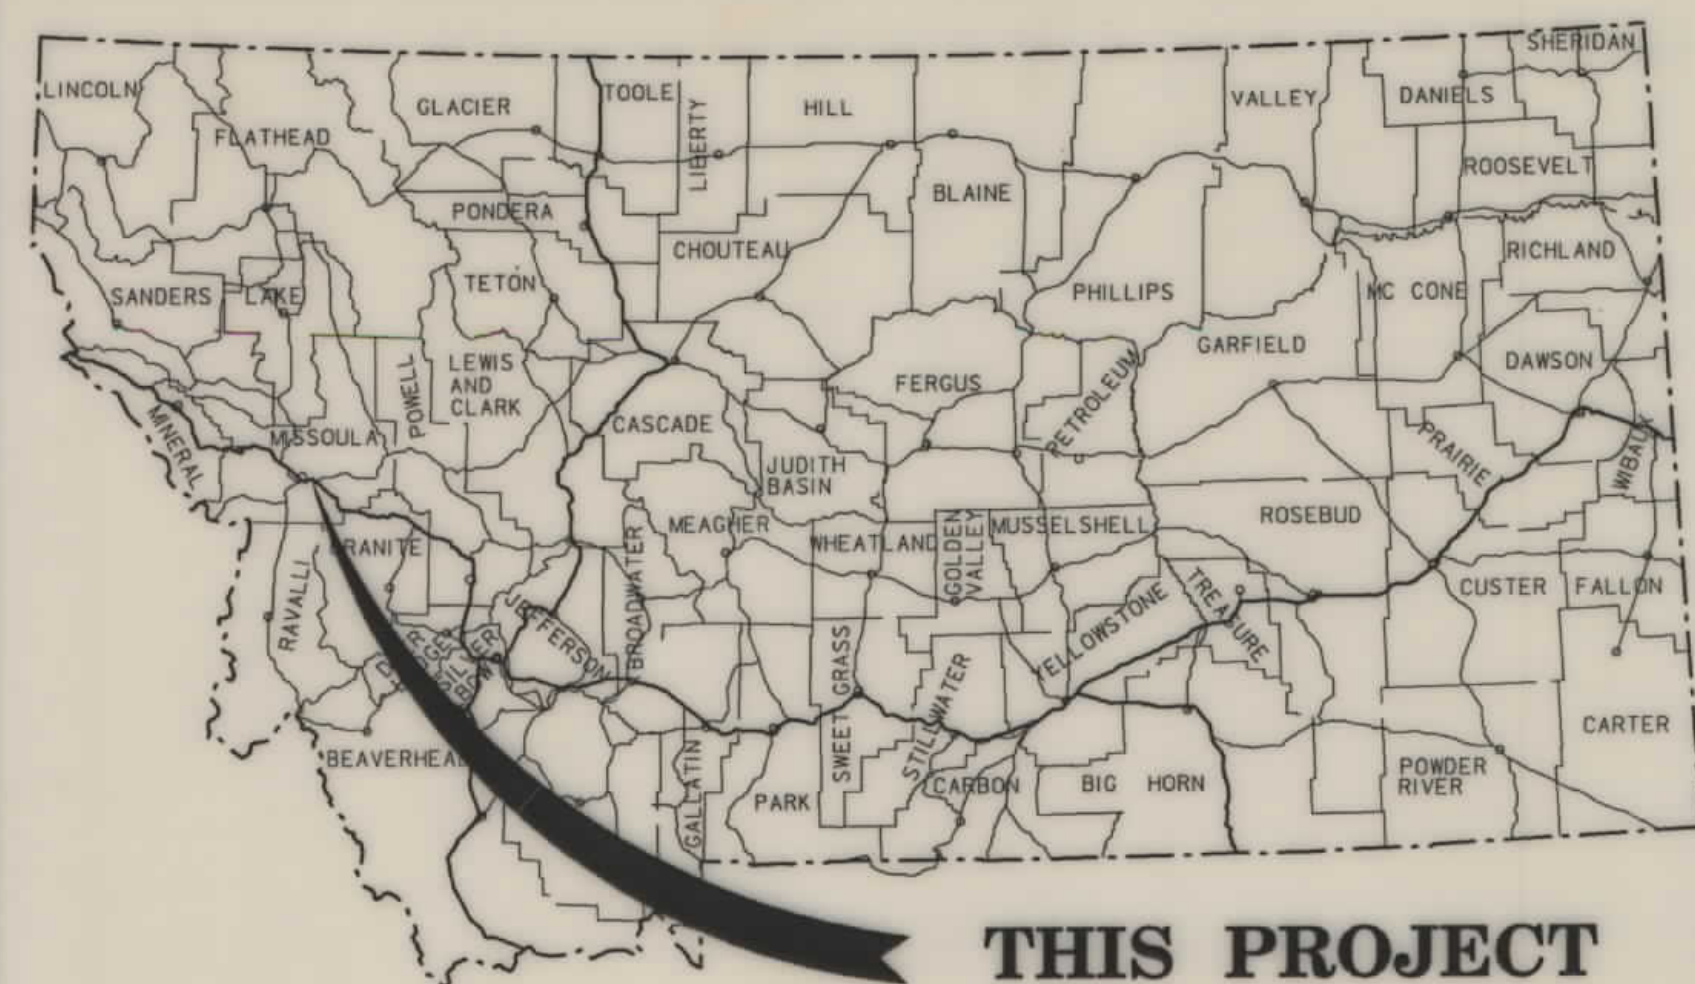 SHERIDAN
LINCOLN
GLACIER
TOOLE
LIBERTY
HILL
VALLEY
DANIELS
FLATHEAD
ROOSEVELT
BLAINE
PONDERA
CHOUTEAU
RICHLAND
TETON
SANDERS
LAKE
PHILLIPS
MC CONE
GARFIELD
DAWSON
POWELL
LEWIS
AND
CLARK
FERGUS
PETROLEUM
CASCADE
MINERAL
MISSOULA
PRAIRIE
WIBAUX
JUDITH
BASIN
MEAGHER
WHEATLAND
GOLDEN
VALLEY
MUSSELSHELL
ROSEBUD
GRANITE
RAVALLI
JEFFERSON
BROADWATER
YELLOWSTONE
TREASURE
CUSTER
FALLON
SILVER
BOW
SWEET GRASS
STILLWATER
CARTER
BEAVERHEAD
GALLATIN
PARK
CARBON
BIG HORN
POWDER
RIVER
THIS PROJECT